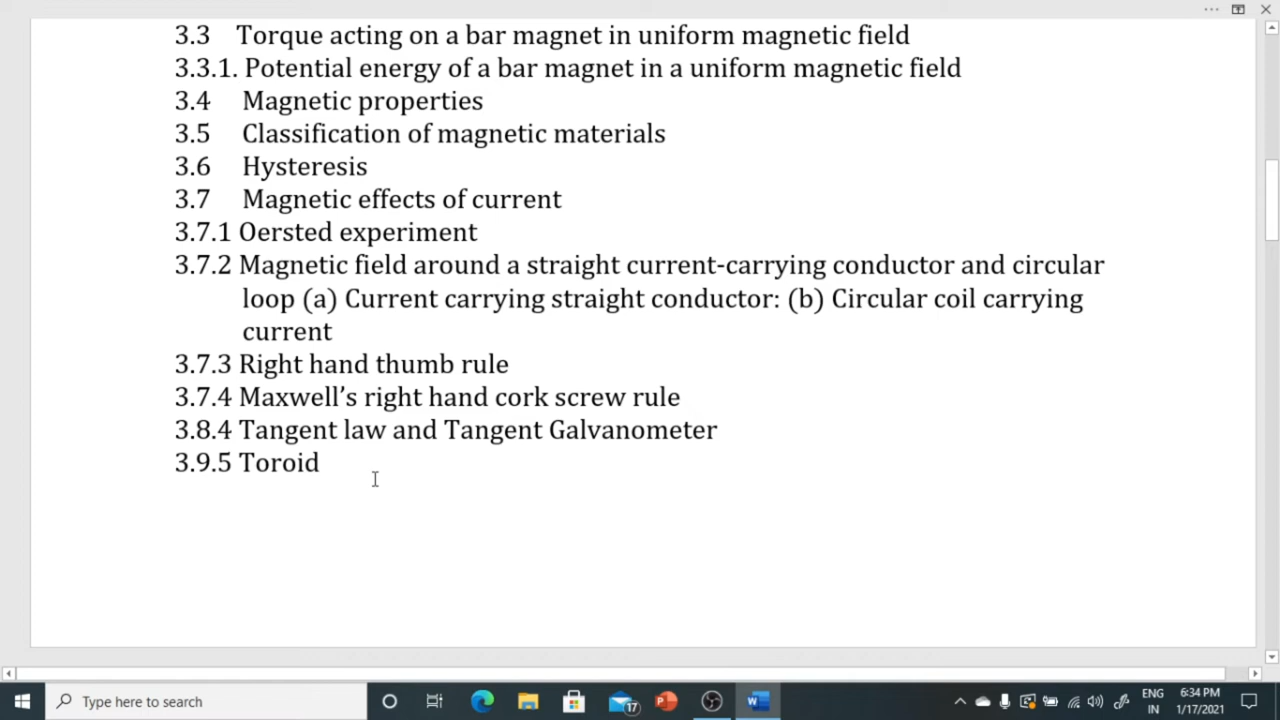 3.3 Torque acting on a bar magnet in uniform magnetic field
3.3.1. Potential energy of a bar magnet in a uniform magnetic field
3.4 Magnetic properties
3.5 Classification of magnetic materials
3.6 Hysteresis
3.7 Magnetic effects of current
3.7.1 Oersted experiment
3.7.2 Magnetic field around a straight current-carrying conductor and circular
loop (a) Current carrying straight conductor: (b) Circular coil carrying
current
3.7.3 Right hand thumb rule
3.7.4 Maxwell’s right hand cork screw rule
3.8.4 Tangent law and Tangent Galvanometer
3.9.5 Toroid
Type here to search
17
ENG
IN
6:34 PM
1/17/2021